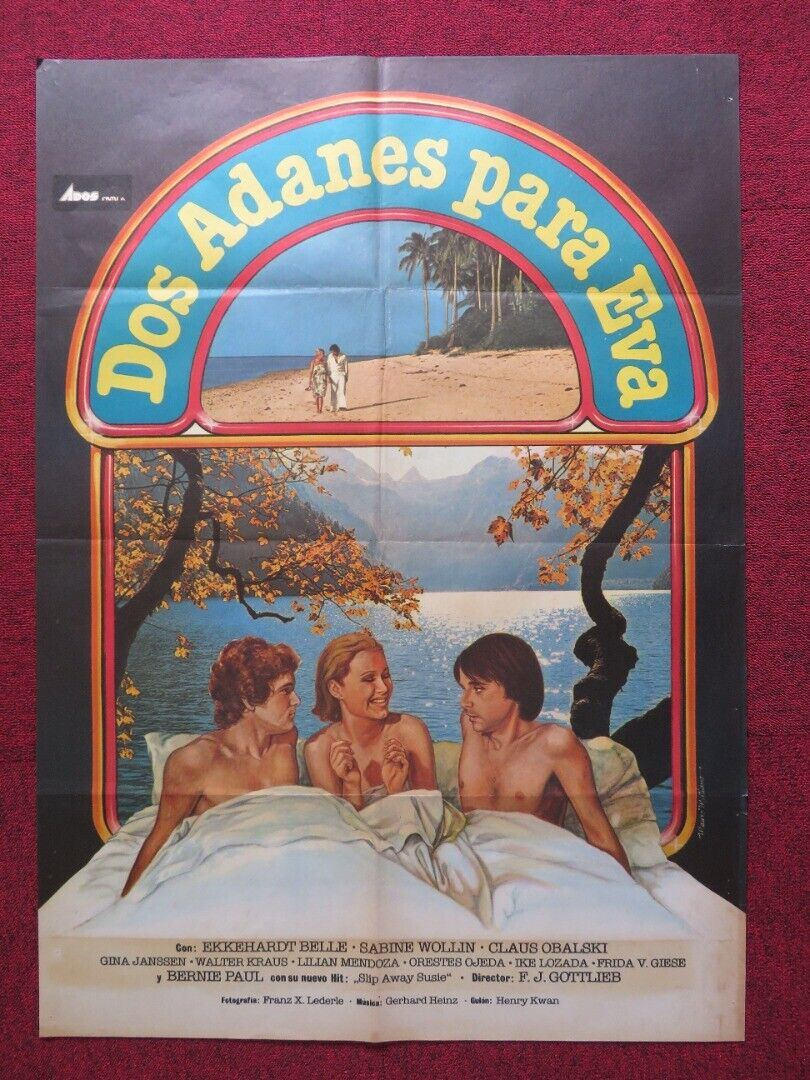 ADOS
Dos Adanes para Eva
Con: EKKEHARDT BELLE · SABINE WOLLIN · CLAUS OBALSKI
GINA JANSSEN · WALTER KRAUS · LILIAN MENDOZA · ORESTES OJEDA · IKE LOZADA · FRIDA V. GIESE
y BERNIE PAUL con su nuevo Hit: „Slip Away Susie" · Director: F. J. GOTTLIEB
Fotografía: Franz X. Lederle · Música: Gerhard Heinz · Guión: Henry Kwan